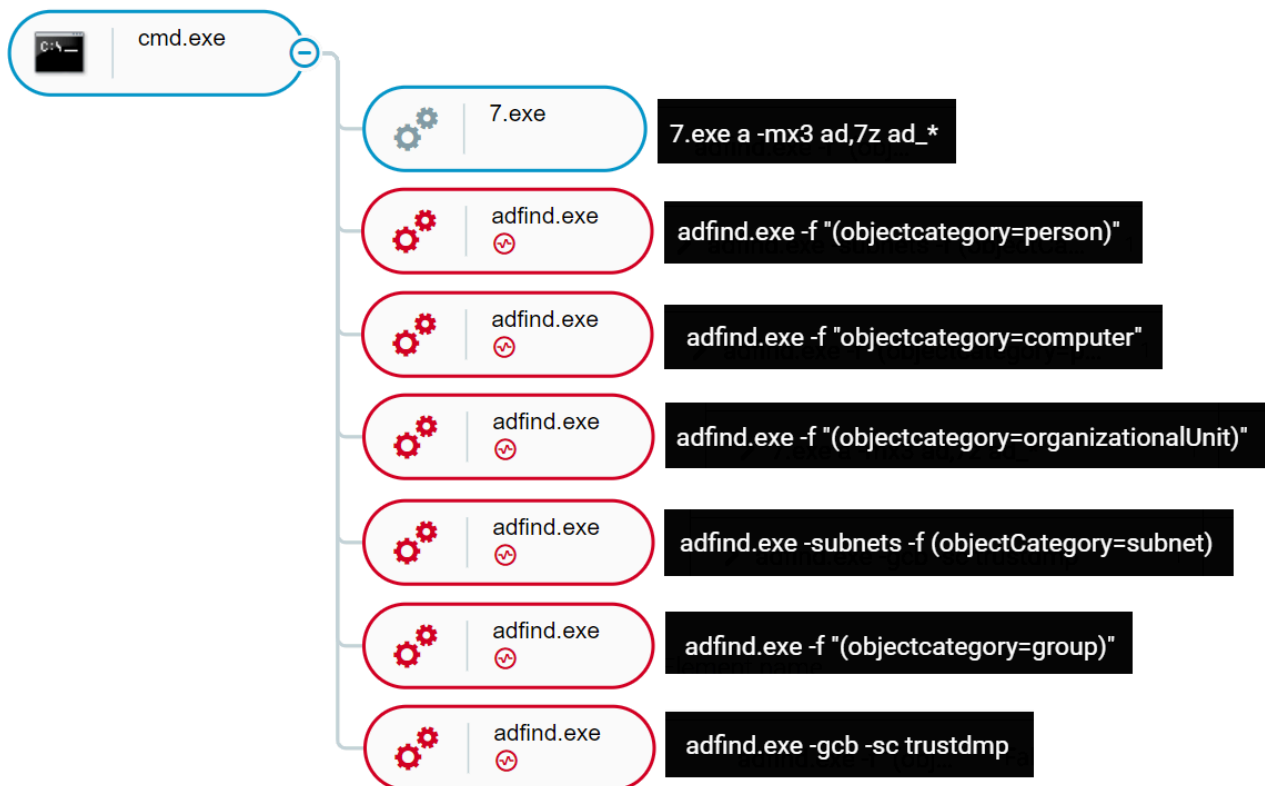 C:\_
cmd.exe
7.exe
7.exe a -mx3 ad,7z ad_*
adfind.exe
adfind.exe -f "(objectcategory=person)"
adfind.exe
adfind.exe -f "objectcategory=computer"
adfind.exe
adfind.exe -f "(objectcategory=organizationalUnit)"
adfind.exe
adfind.exe -subnets -f (objectCategory=subnet)
adfind.exe
adfind.exe -f "(objectcategory=group)"
adfind.exe
adfind.exe -gcb -sc trustdmp